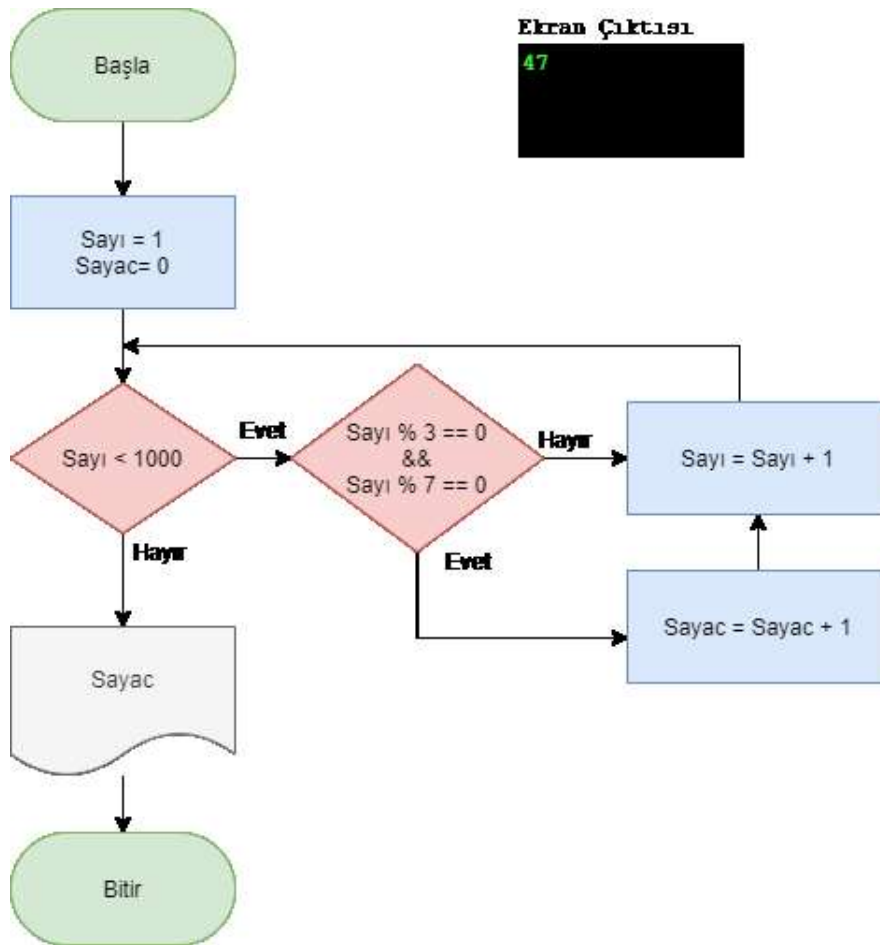 Başla
Ekran Çıktısı
47
Sayı = 1
Sayac= 0
Sayı < 1000
Evet
Sayı % 3 == 0
&&
Sayı % 7 == 0
Hayır
Sayı = Sayı + 1
Hayır
Evet
Sayac = Sayac + 1
Sayac
Bitir